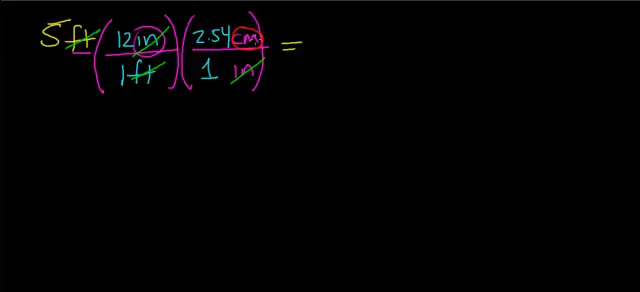 5 ft (12 in / 1 ft) (2.54 cm / 1 in) =